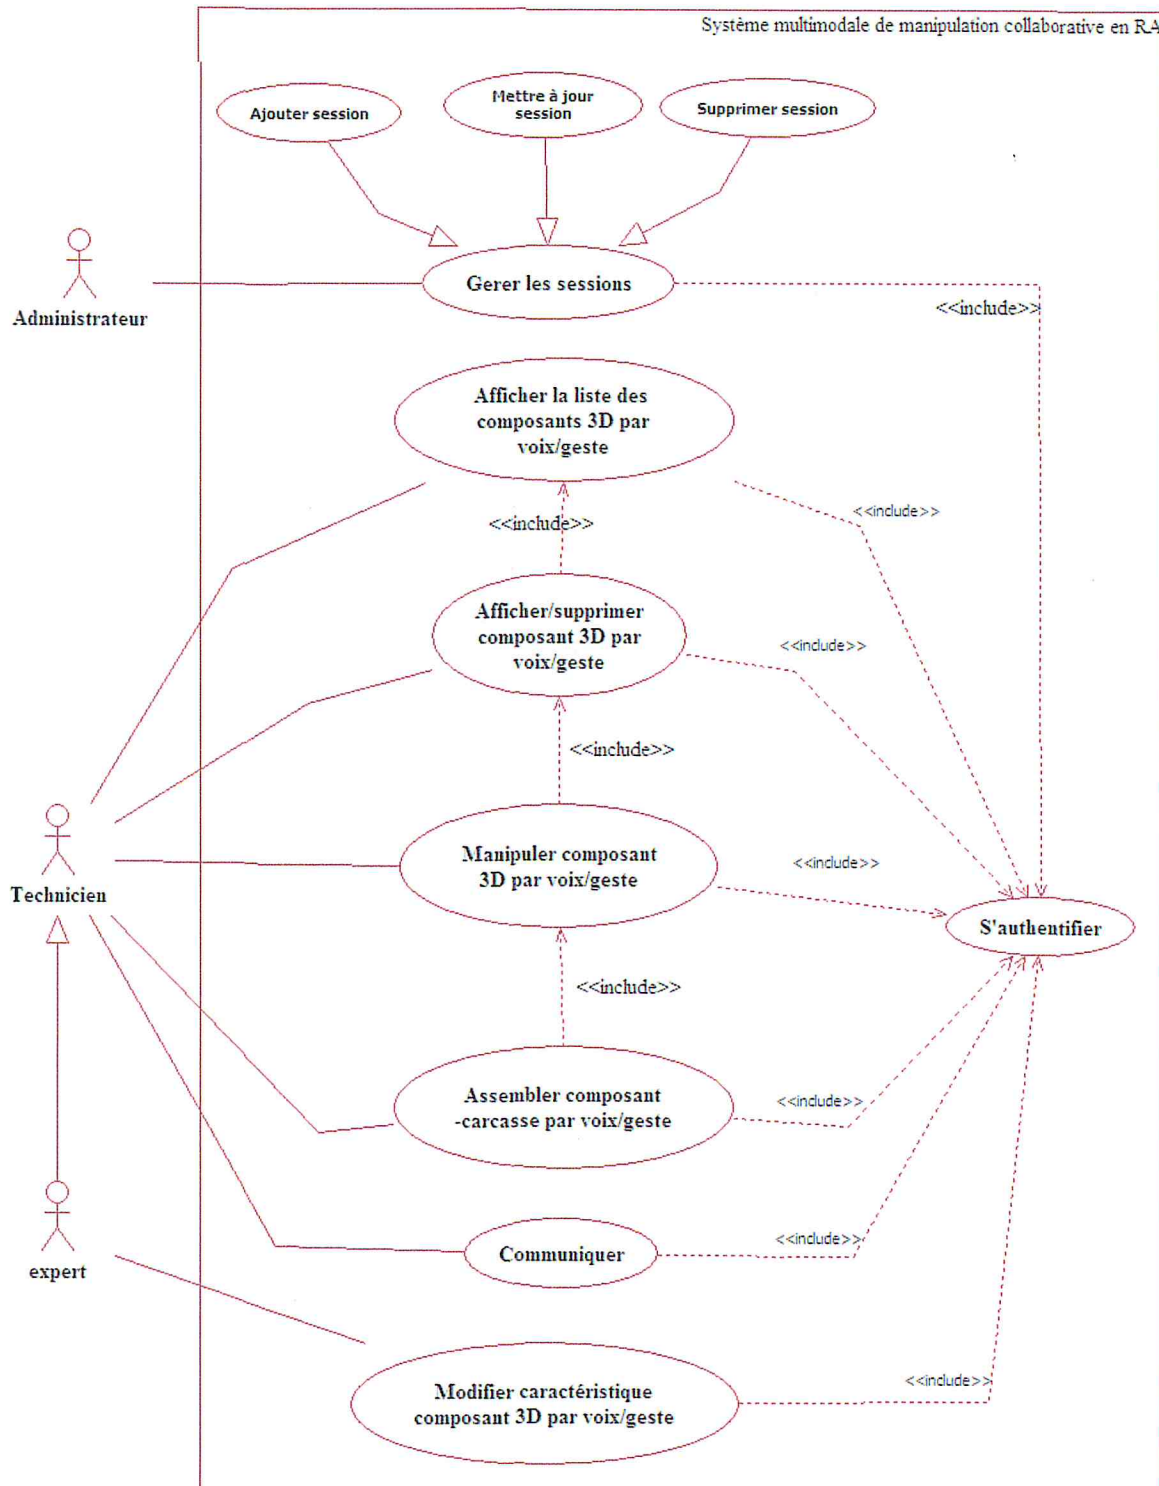 Système multimodale de manipulation collaborative en RA
Ajouter session
Mettre à jour
session
Supprimer session
Gerer les sessions
<<include>>
Administrateur
Afficher la liste des
composants 3D par
voix/geste
<<include>>
<<include>>
Afficher/supprimer
composant 3D par
voix/geste
<<include>>
<<include>>
Manipuler composant
3D par voix/geste
<<include>>
Technicien
S'authentifier
<<include>>
Assembler composant
-carcasse par voix/geste
<<include>>
Communiquer
<<include>>
expert
Modifier caractéristique
composant 3D par voix/geste
<<include>>